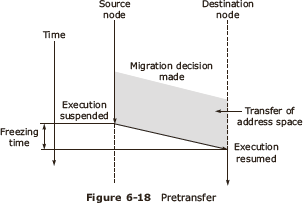 Source
node
Destination
node
Time
Migration decision
made
Execution
suspended
Transfer of
address space
Freezing
time
Execution
resumed
Figure 6-18 Pretransfer